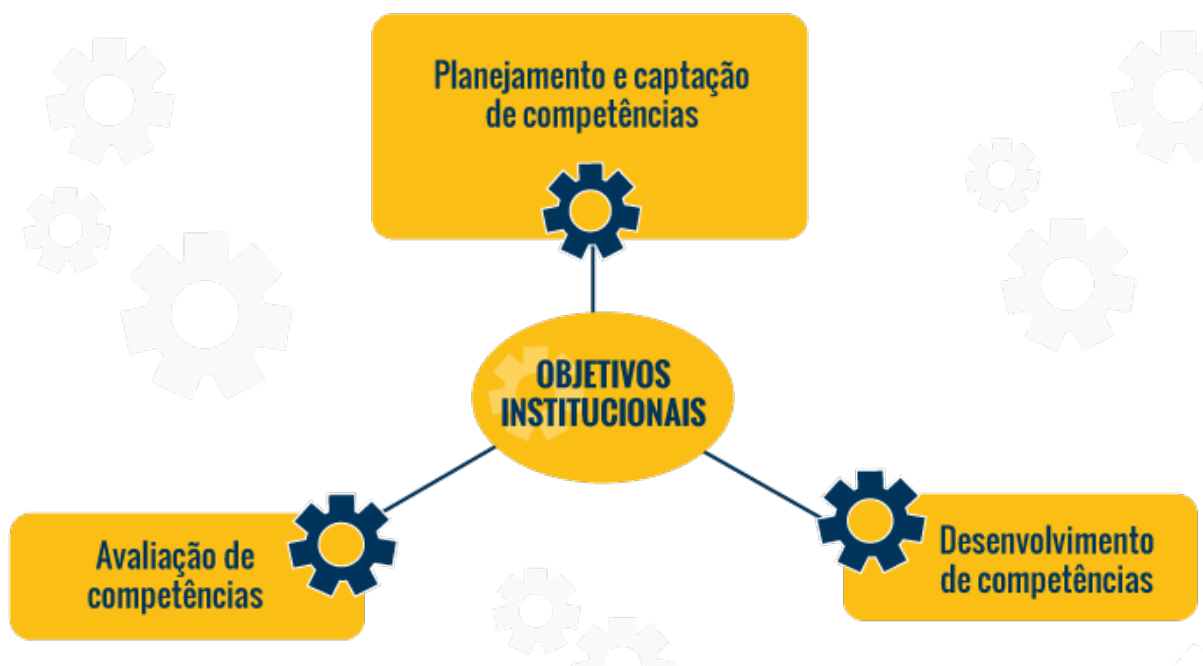 Planejamento e captação
de competências
OBJETIVOS
INSTITUCIONAIS
Avaliação de
competências
Desenvolvimento
de competências